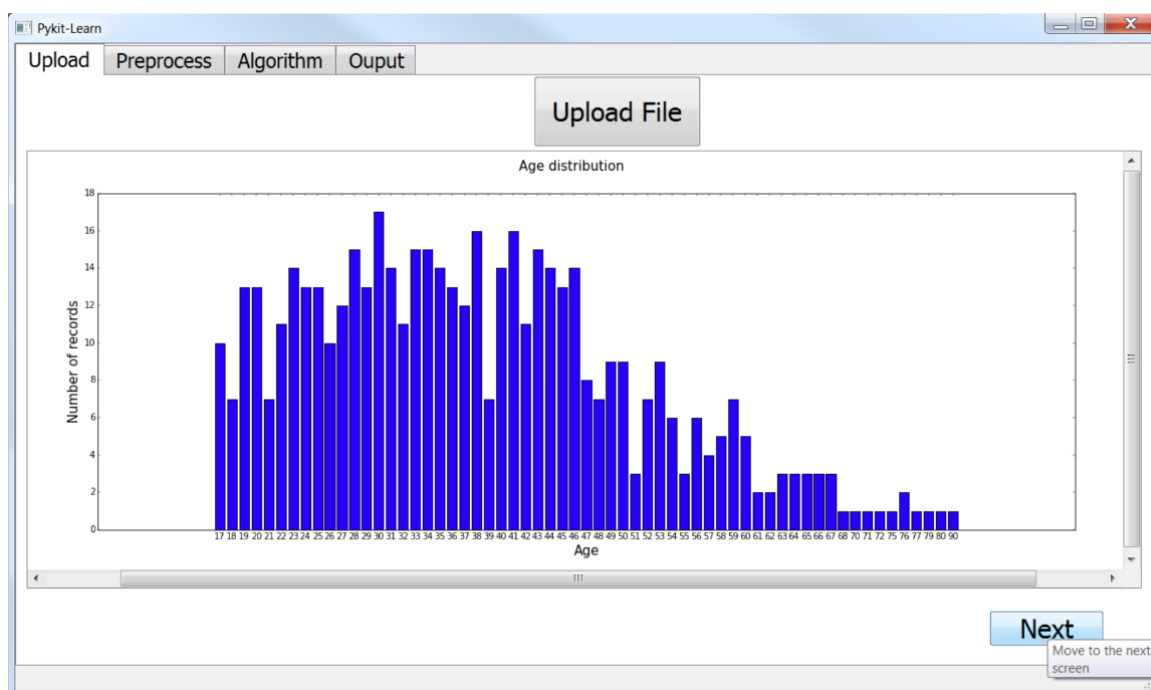 Pykit-Learn
Upload Preprocess Algorithm Ouput
Upload File
Age distribution
18
16
14
12
10
8
6
4
2
0
Number of records
17 18 19 20 21 22 23 24 25 26 27 28 29 30 31 32 33 34 35 36 37 38 39 40 41 42 43 44 45 46 47 48 49 50 51 52 53 54 55 56 57 58 59 60 61 62 63 64 65 66 67 68 70 71 72 75 76 77 79 80 90
Age
Next
Move to the next
screen